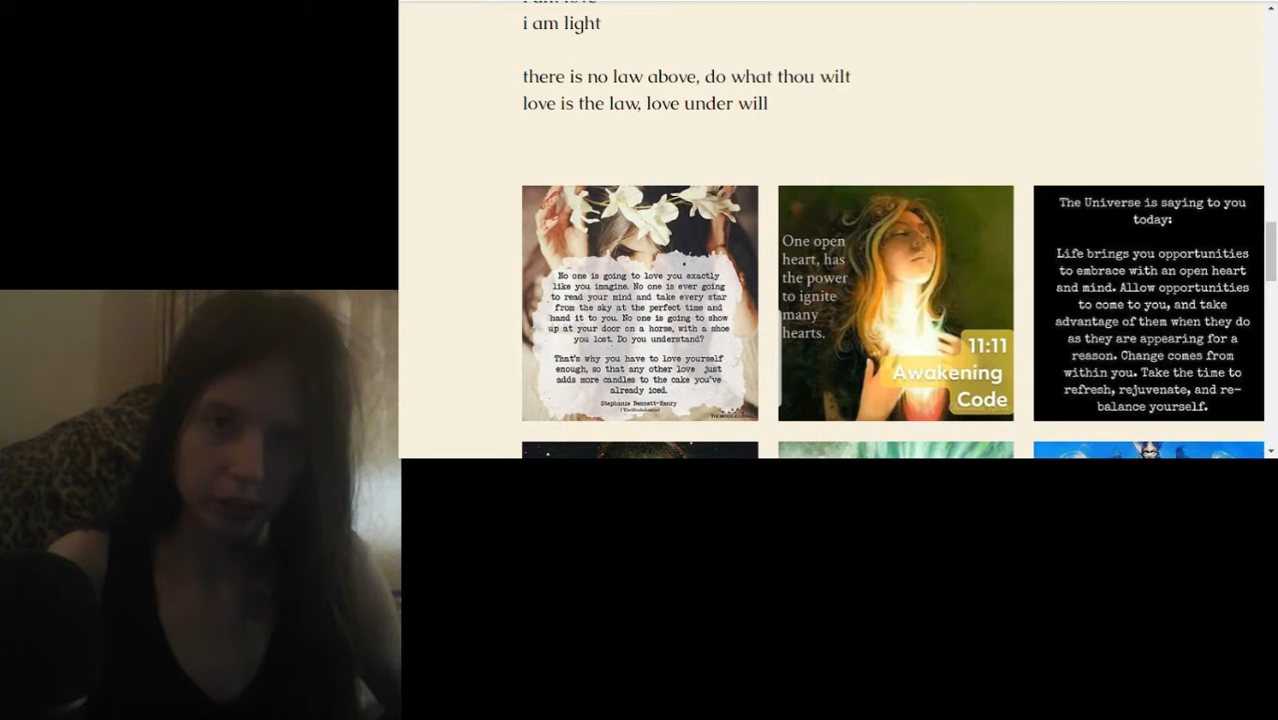 i am love
i am light
there is no law above, do what thou wilt
love is the law, love under will
No one is going to love you exactly
like you imagine. No one is ever going
to read your mind and take every star
from the sky at the perfect time and
hand it to you. No one is going to show
up at your door on a horse, with a shoe
you lost. Do you understand?
That's why you have to love yourself
enough, so that any other love just
adds more candles to the cake you've
already iced.
Stephanie Bennett-Henry
One open
heart, has
the power
to ignite
many
hearts.
11:11
Awakening
Code
The Universe is saying to you
today:
Life brings you opportunities
to embrace with an open heart
and mind. Allow opportunities
to come to you, and take
advantage of them when they do
as they are appearing for a
reason. Change comes from
within you. Take the time to
refresh, rejuvenate, and re-
balance yourself.